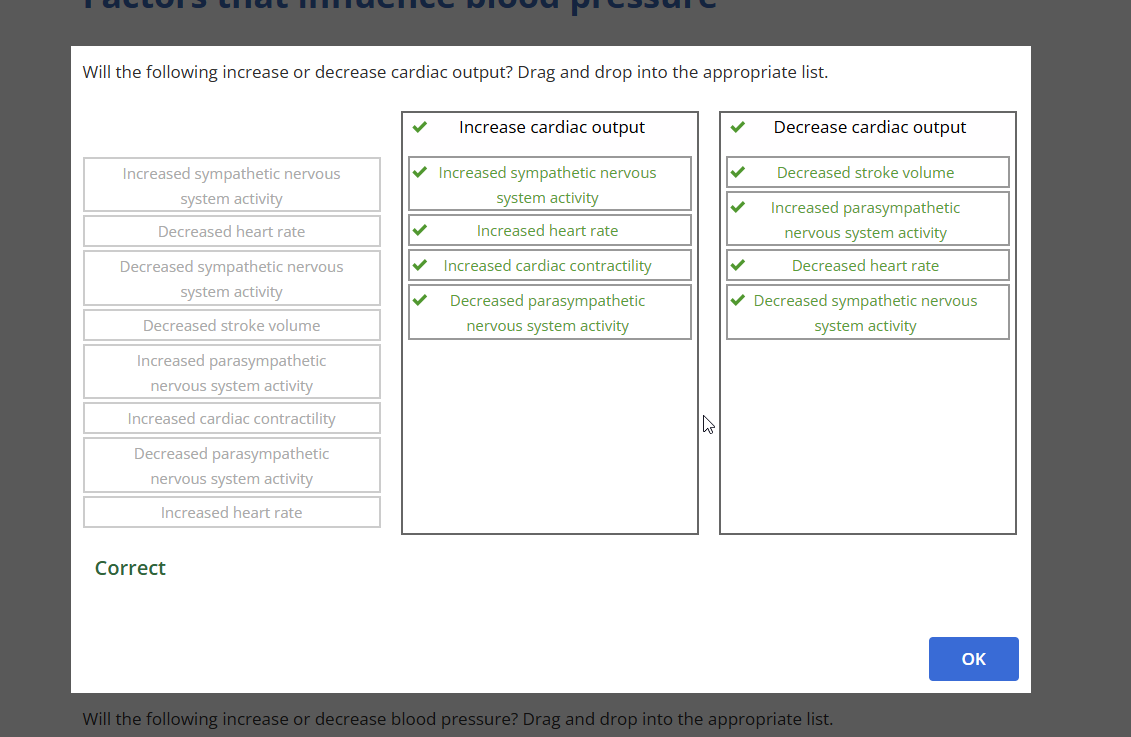 Factors that influence blood pressure
Will the following increase or decrease cardiac output? Drag and drop into the appropriate list.
Increased sympathetic nervous
system activity
Decreased heart rate
Decreased sympathetic nervous
system activity
Decreased stroke volume
Increased parasympathetic
nervous system activity
Increased cardiac contractility
Decreased parasympathetic
nervous system activity
Increased heart rate
Increase cardiac output
Increased sympathetic nervous
system activity
Increased heart rate
Increased cardiac contractility
Decreased parasympathetic
nervous system activity
Decrease cardiac output
Decreased stroke volume
Increased parasympathetic
nervous system activity
Decreased heart rate
Decreased sympathetic nervous
system activity
Correct
OK
Will the following increase or decrease blood pressure? Drag and drop into the appropriate list.